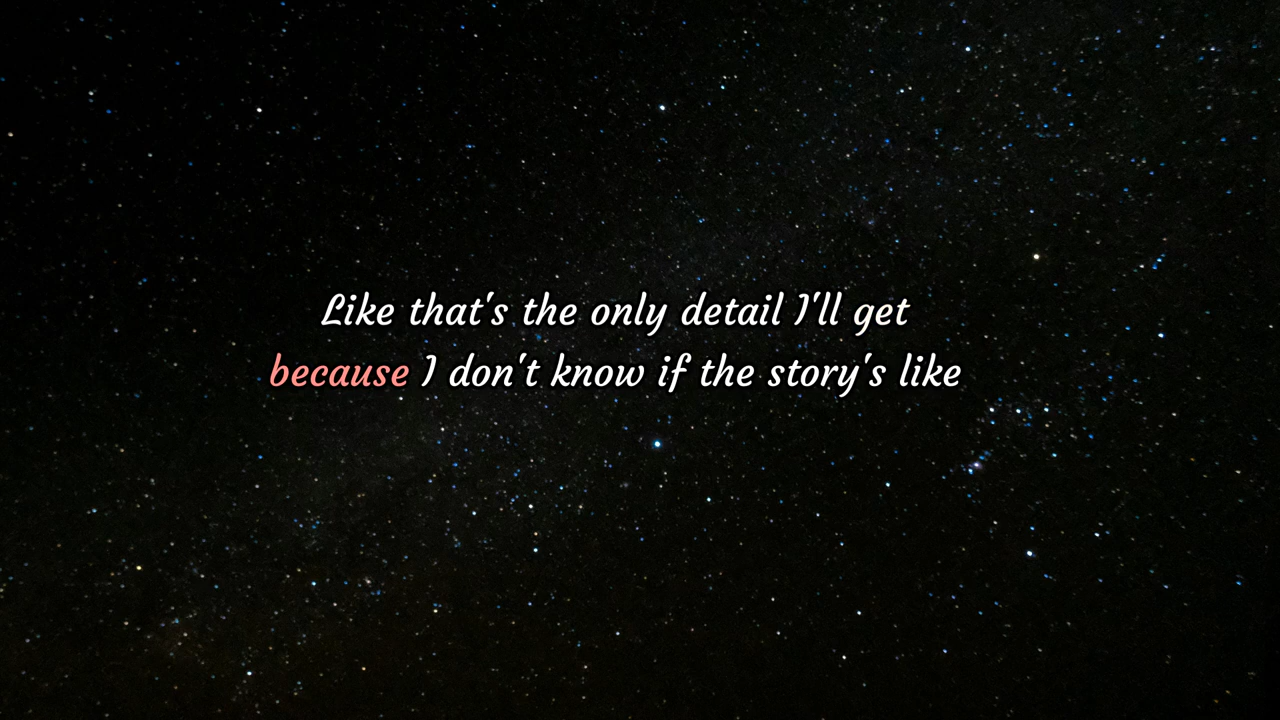 Like that's the only detail I'll get
because I don't know if the story's like